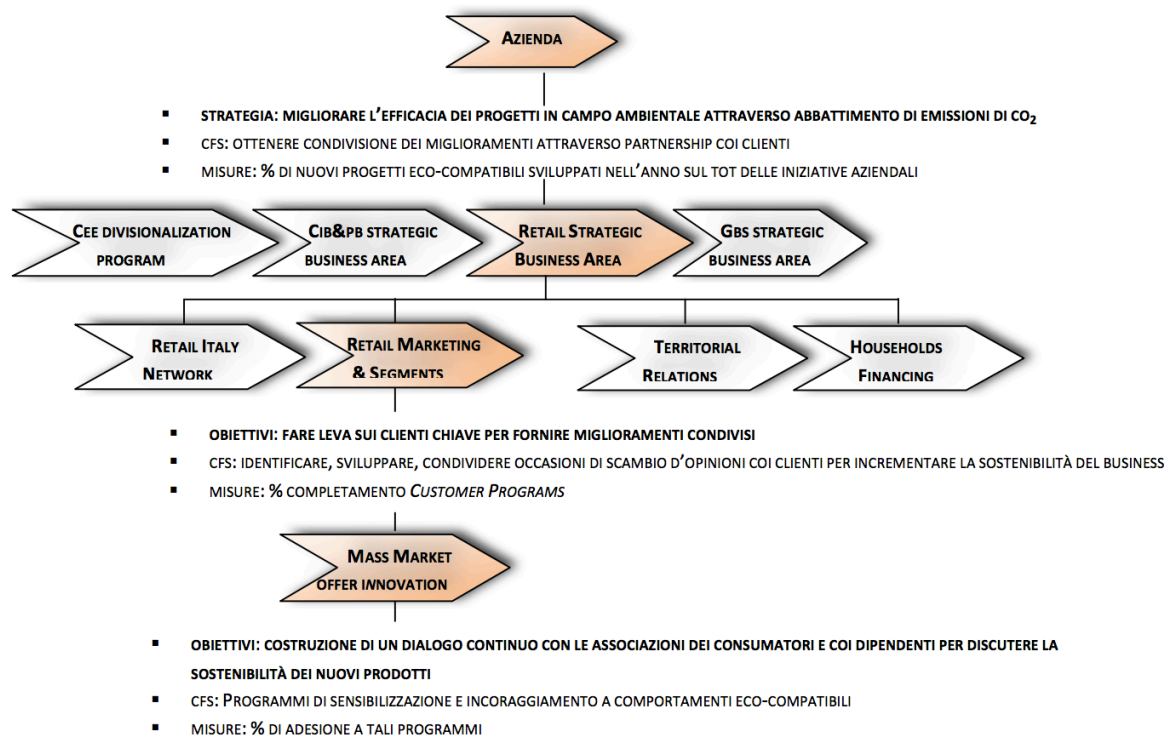 AZIENDA
▪ STRATEGIA: MIGLIORARE L'EFFICACIA DEI PROGETTI IN CAMPO AMBIENTALE ATTRAVERSO ABBATTIMENTO DI EMISSIONI DI CO₂
▪ CFS: OTTENERE CONDIVISIONE DEI MIGLIORAMENTI ATTRAVERSO PARTNERSHIP COI CLIENTI
▪ MISURE: % DI NUOVI PROGETTI ECO-COMPATIBILI SVILUPPATI NELL'ANNO SUL TOT DELLE INIZIATIVE AZIENDALI
CEE DIVISIONALIZATION
PROGRAM
CIB&PB STRATEGIC
BUSINESS AREA
RETAIL STRATEGIC
BUSINESS AREA
GBS STRATEGIC
BUSINESS AREA
RETAIL ITALY
NETWORK
RETAIL MARKETING
& SEGMENTS
TERRITORIAL
RELATIONS
HOUSEHOLDS
FINANCING
▪ OBIETTIVI: FARE LEVA SUI CLIENTI CHIAVE PER FORNIRE MIGLIORAMENTI CONDIVISI
▪ CFS: IDENTIFICARE, SVILUPPARE, CONDIVIDERE OCCASIONI DI SCAMBIO D'OPINIONI COI CLIENTI PER INCREMENTARE LA SOSTENIBILITÀ DEL BUSINESS
▪ MISURE: % COMPLETAMENTO CUSTOMER PROGRAMS
MASS MARKET
OFFER INNOVATION
▪ OBIETTIVI: COSTRUZIONE DI UN DIALOGO CONTINUO CON LE ASSOCIAZIONI DEI CONSUMATORI E COI DIPENDENTI PER DISCUTERE LA
SOSTENIBILITÀ DEI NUOVI PRODOTTI
▪ CFS: PROGRAMMI DI SENSIBILIZZAZIONE E INCORAGGIAMENTO A COMPORTAMENTI ECO-COMPATIBILI
▪ MISURE: % DI ADESIONE A TALI PROGRAMMI